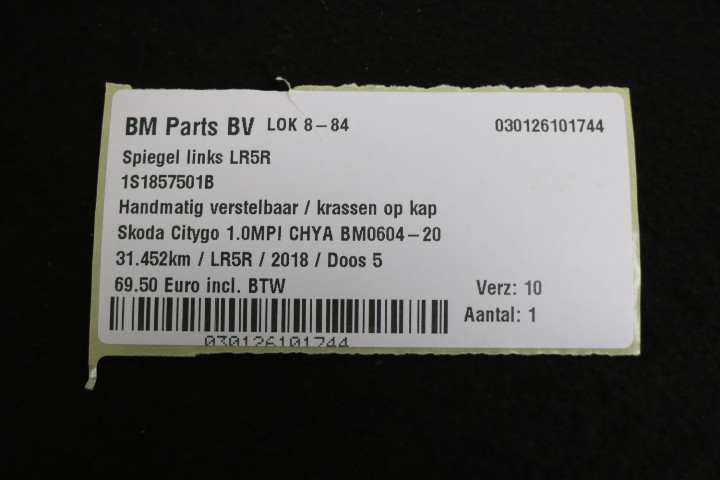 BM Parts BV LOK 8-84 030126101744
Spiegel links LR5R
1S1857501B
Handmatig verstelbaar / krassen op kap
Skoda Citygo 1.0MPI CHYA BM0604-20
31.452km / LR5R / 2018 / Doos 5
69.50 Euro incl. BTW Verz: 10
Aantal: 1
030126101744